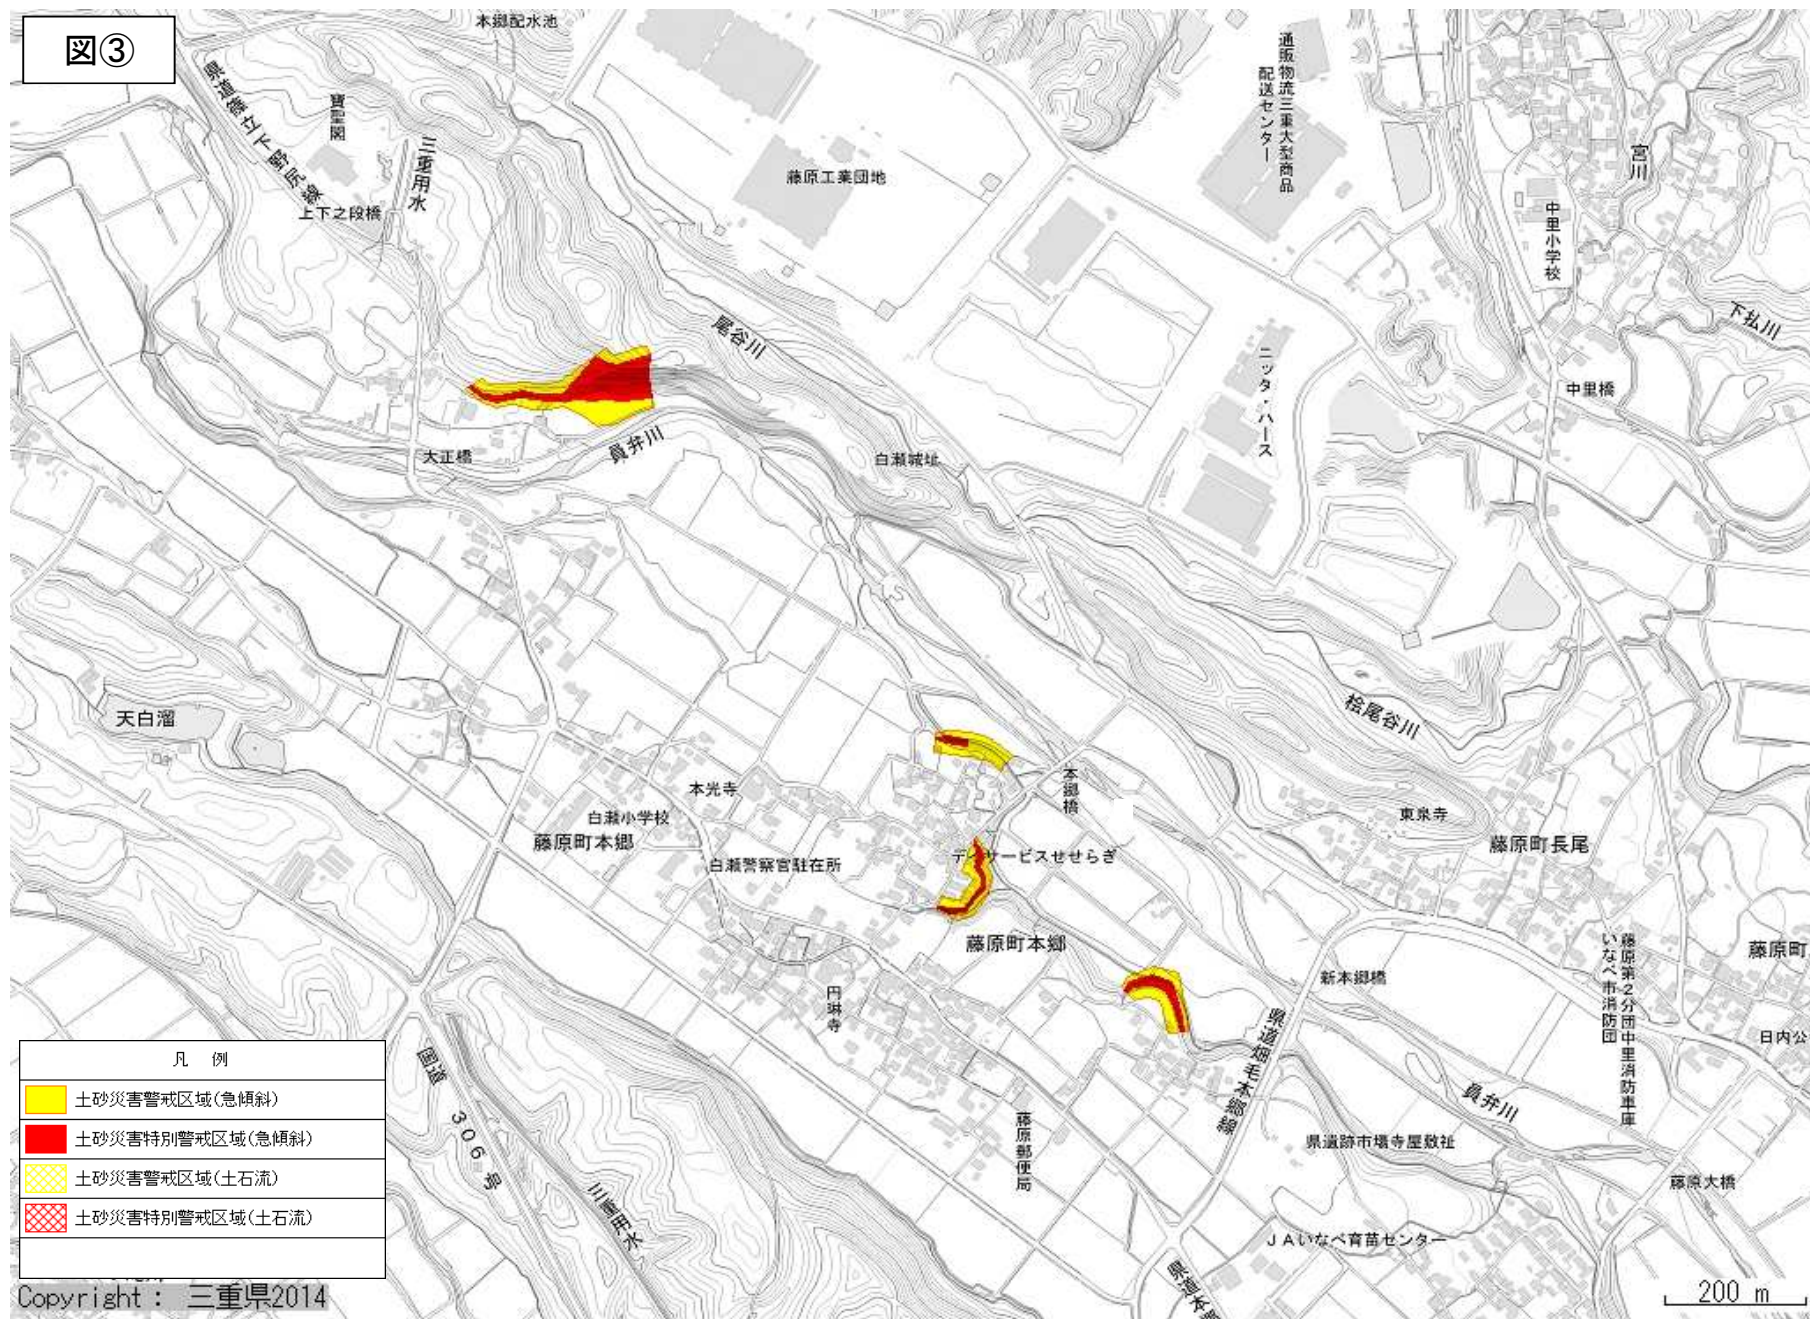 図③
本郷配水池
県道篠立下野尻線
寶聖閣
三重用水
上下之段橋
藤原工業団地
通販物流三重大型商品
配送センター
宮川
中里小学校
下払川
尾谷川
ニッタ・ハース
中里橋
大正橋
員弁川
白瀬城址
天白溜
桧尾谷川
本郷橋
本光寺
白瀬小学校
藤原町本郷
東泉寺
藤原町長尾
白瀬警察官駐在所
デイサービスせせらぎ
藤原町本郷
新本郷橋
藤原第2分団中里消防車庫
いなべ市消防団
藤原町
円琳寺
県道畑毛本郷線
日内公
国道 306 号
員弁川
藤原郵便局
県遺跡市場寺屋敷祉
藤原大橋
三重用水
JAいなべ育苗センター
県道本
凡 例
土砂災害警戒区域(急傾斜)
土砂災害特別警戒区域(急傾斜)
土砂災害警戒区域(土石流)
土砂災害特別警戒区域(土石流)
Copyright : 三重県2014
200 m